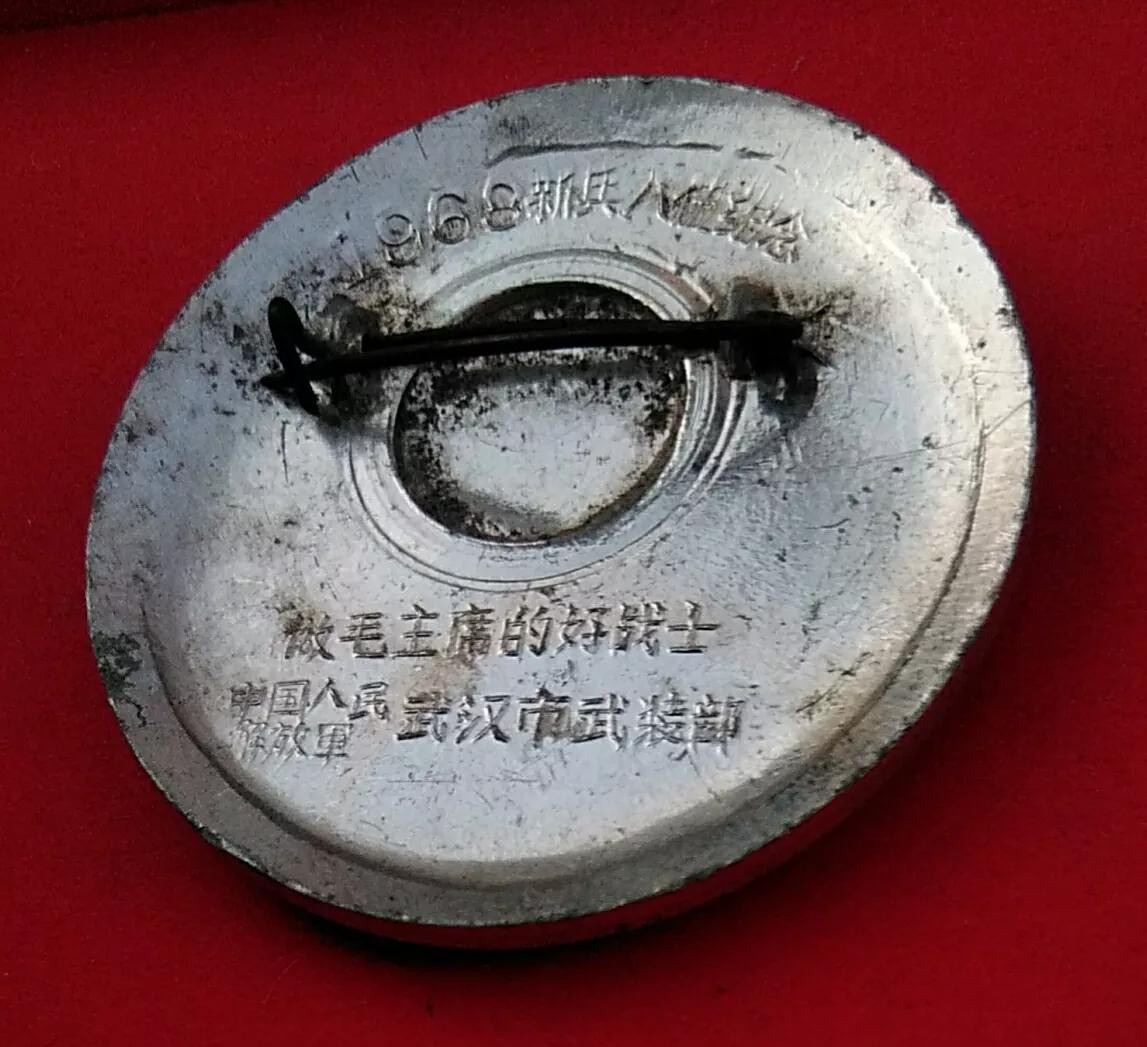 1968新兵入伍纪念
做毛主席的好战士
中国人民
解放军
武汉市武装部